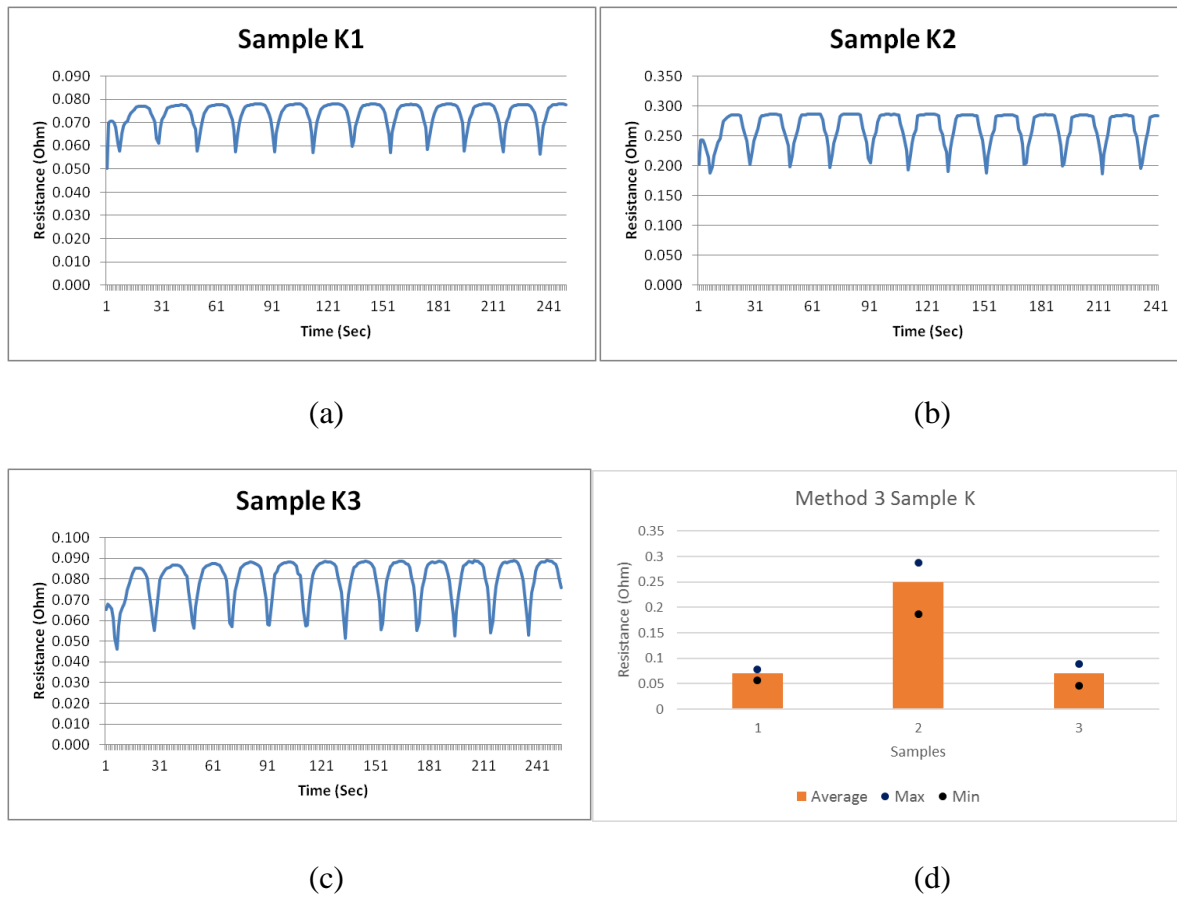 Sample K1
0.090
0.080
0.070
0.060
0.050
0.040
0.030
0.020
0.010
0.000
Resistance (Ohm)
1 31 61 91 121 151 181 211 241
Time (Sec)
(a)
Sample K2
0.350
0.300
0.250
0.200
0.150
0.100
0.050
0.000
Resistance (Ohm)
1 31 61 91 121 151 181 211 241
Time (Sec)
(b)
Sample K3
0.100
0.090
0.080
0.070
0.060
0.050
0.040
0.030
0.020
0.010
0.000
Resistance (Ohm)
1 31 61 91 121 151 181 211 241
Time (Sec)
(c)
Method 3 Sample K
0.35
0.3
0.25
0.2
0.15
0.1
0.05
0
Resistance (Ohm)
1 2 3
Samples
Average Max Min
(d)